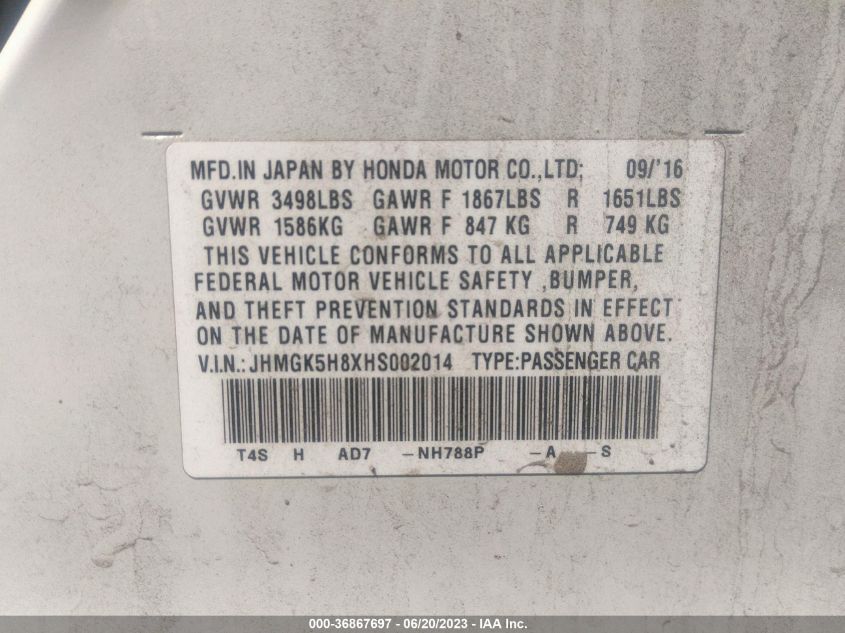 MFD.IN JAPAN BY HONDA MOTOR CO.,LTD; 09/'16
GVWR 3498LBS GAWR F 1867LBS R 1651LBS
GVWR 1586KG GAWR F 847 KG R 749 KG
THIS VEHICLE CONFORMS TO ALL APPLICABLE
FEDERAL MOTOR VEHICLE SAFETY ,BUMPER,
AND THEFT PREVENTION STANDARDS IN EFFECT
ON THE DATE OF MANUFACTURE SHOWN ABOVE.
V.I.N.: JHMGK5H8XHS002014 TYPE:PASSENGER CAR
T4S H AD7 -NH788P -A -S
000-36867697 - 06/20/2023 - IAA Inc.